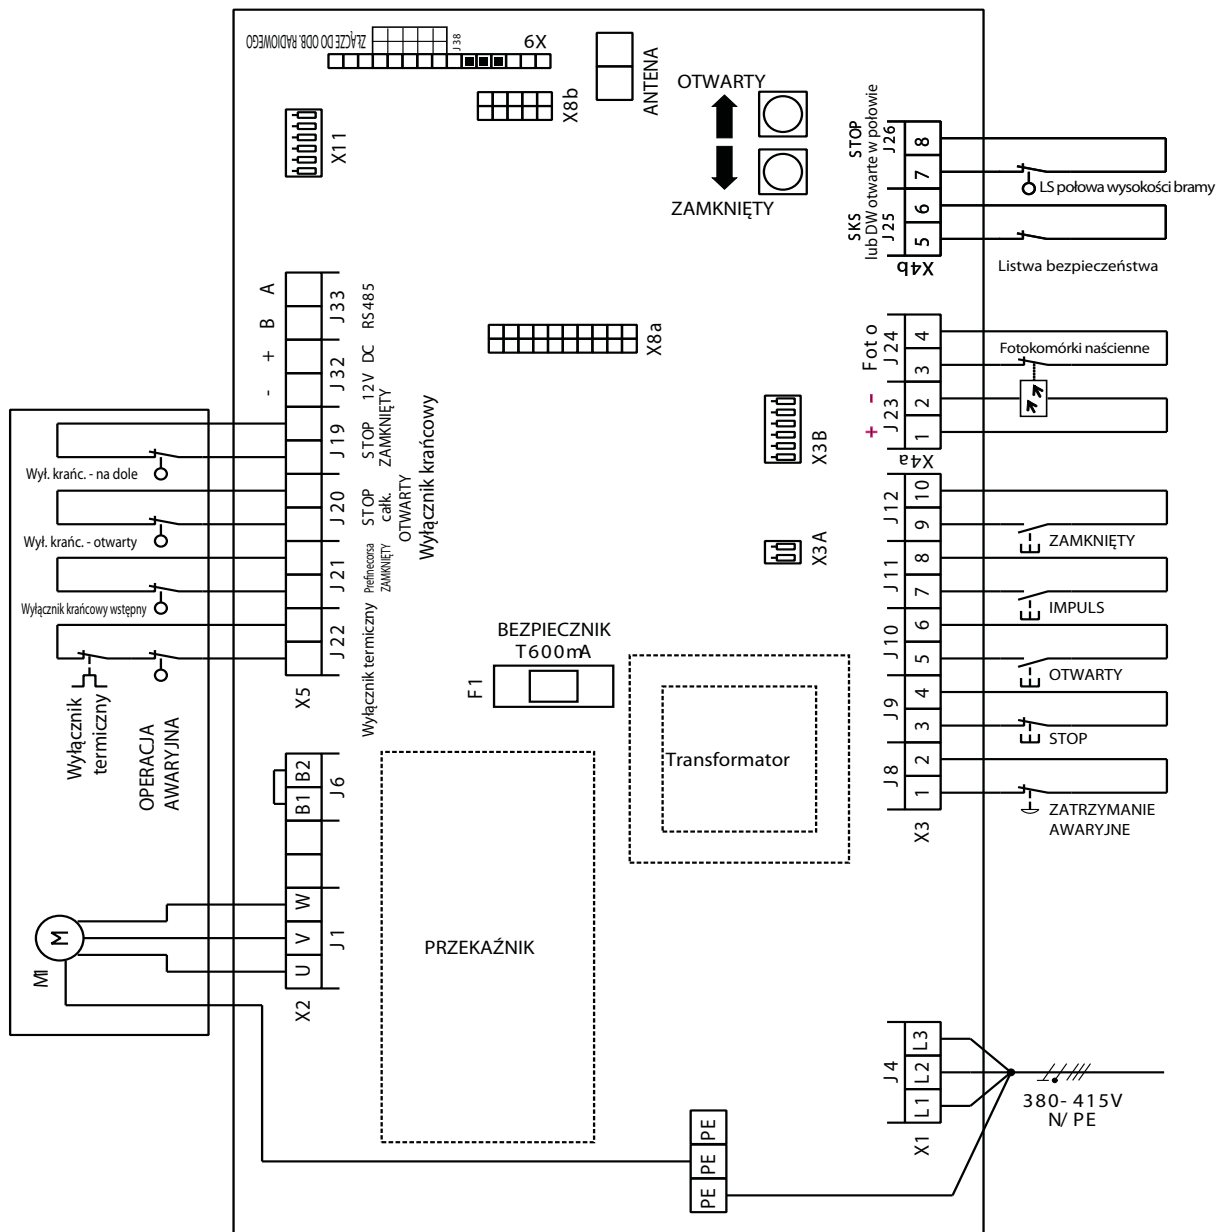 ZŁĄCZE DO ODB. RADIOWEGO
J38
6X
X8b
ANTENA
X11
OTWARTY
ZAMKNIĘTY
STOP
J26
lub DW otwarte w połowie
SKS
J25
8
7
6
5
X4b
LS połowa wysokości bramy
Listwa bezpieczeństwa
A
B
+
-
J33
RS485
J32
12V DC
X8a
Foto
J24
- 
+
J23
4
3
2
1
X4a
Fotokomórki naścienne
J19
STOP
ZAMKNIĘTY
J20
STOP
całk.
OTWARTY
Wyłącznik krańcowy
J21
Prefinecorsa
ZAMKNIĘTY
J22
Wyłącznik termiczny
X5
Wył. krańc. - na dole
Wył. krańc. - otwarty
Wyłącznik krańcowy wstępny
Wyłącznik
termiczny
OPERACJA
AWARYJNA
X3B
X3A
BEZPIECZNIK
T600mA
F1
Transformator
J12
10
9
ZAMKNIĘTY
J11
8
7
IMPULS
J10
6
5
OTWARTY
J9
4
3
STOP
J8
2
1
ZATRZYMANIE
AWARYJNE
X3
B2
B1
J6
W
V
U
J1
X2
M
M1
PRZEKAŹNIK
J4
L3
L2
L1
X1
380-415V
N/ PE
PE
PE
PE